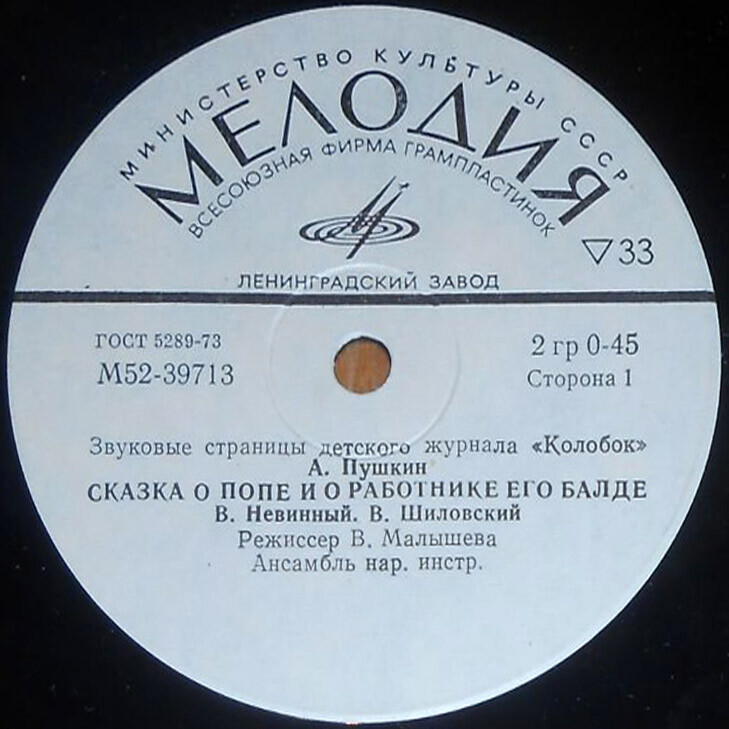 МИНИСТЕРСТВО КУЛЬТУРЫ СССР
МЕЛОДИЯ
ВСЕСОЮЗНАЯ ФИРМА ГРАМПЛАСТИНОК
▽33
ЛЕНИНГРАДСКИЙ ЗАВОД
ГОСТ 5289-73
2 гр 0-45
М52-39713
Сторона 1
Звуковые страницы детского журнала «Колобок»
А. Пушкин
СКАЗКА О ПОПЕ И О РАБОТНИКЕ ЕГО БАЛДЕ
В. Невинный. В. Шиловский
Режиссер В. Малышева
Ансамбль нар. инстр.